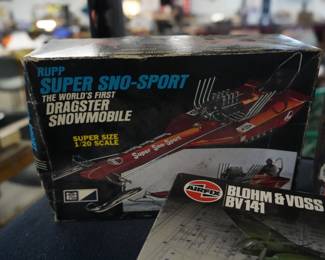 RUPP
SUPER SNO-SPORT
THE WORLD'S FIRST
DRAGSTER
SNOWMOBILE
SUPER SIZE
1/20 SCALE
Super Sno-Sport
mpc
AIRFIX
BLOHM & VOSS
BV 141